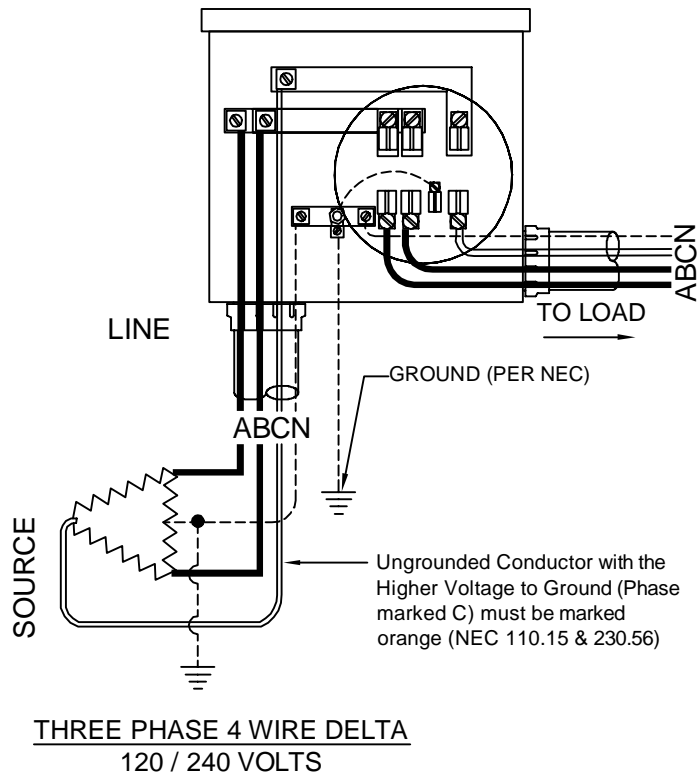 TO LOAD
ABCN
LINE
GROUND (PER NEC)
ABCN
SOURCE
Ungrounded Conductor with the
Higher Voltage to Ground (Phase
marked C) must be marked
orange (NEC 110.15 & 230.56)
THREE PHASE 4 WIRE DELTA
120 / 240 VOLTS